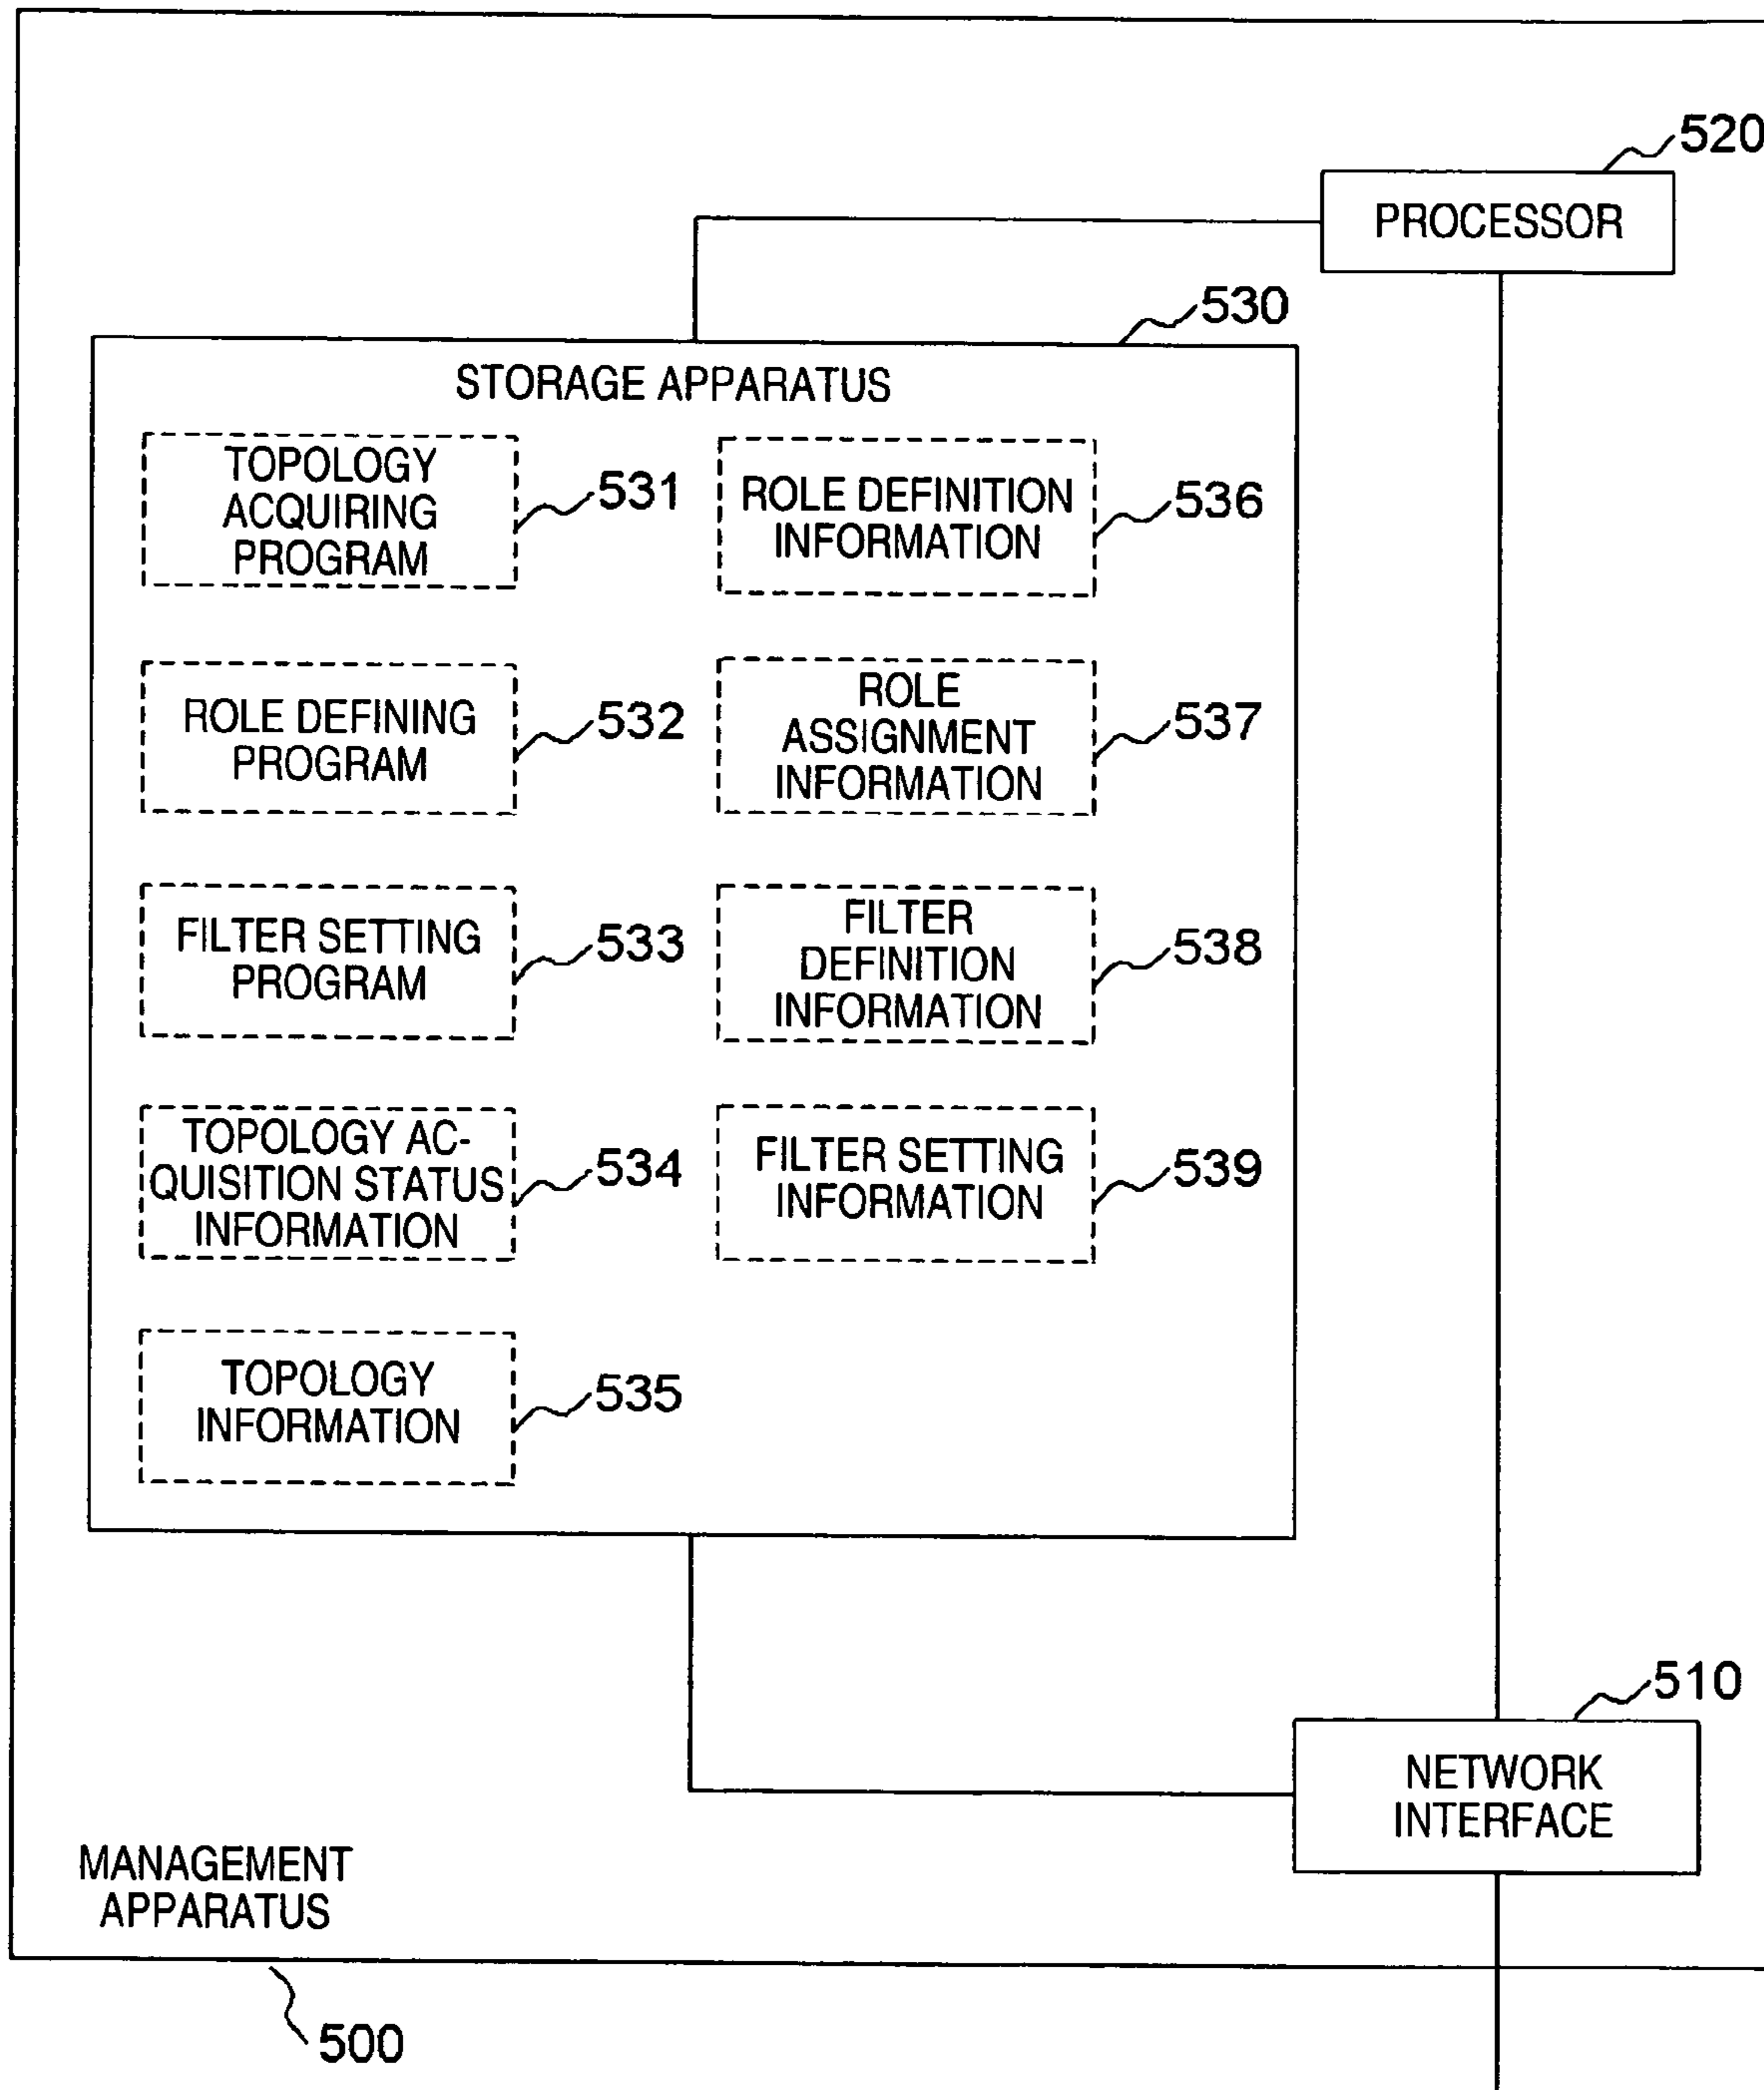 520
PROCESSOR
530
STORAGE APPARATUS
TOPOLOGY
ACQUIRING
PROGRAM
531
ROLE DEFINITION
INFORMATION
536
ROLE DEFINING
PROGRAM
532
ROLE
ASSIGNMENT
INFORMATION
537
FILTER SETTING
PROGRAM
533
FILTER
DEFINITION
INFORMATION
538
TOPOLOGY AC-
QUISITION STATUS
INFORMATION
534
FILTER SETTING
INFORMATION
539
TOPOLOGY
INFORMATION
535
510
NETWORK
INTERFACE
MANAGEMENT
APPARATUS
500